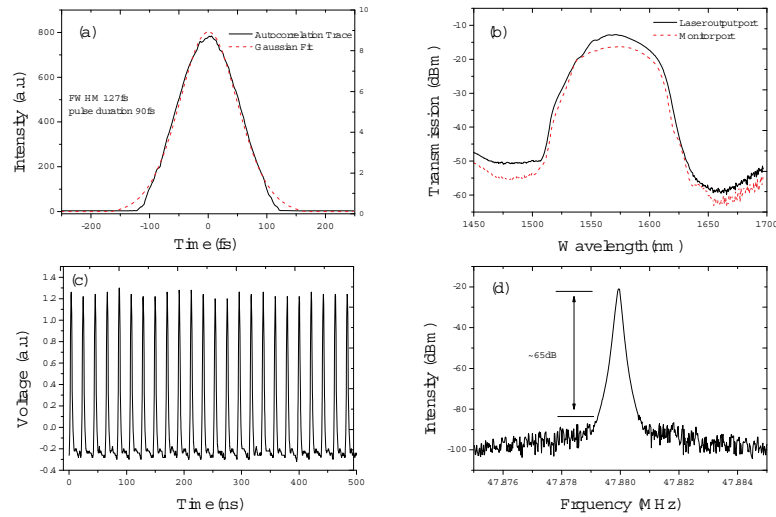 (a)
Autocorrelation Trace
Gaussian Fit
FW HM 127fs
pulse duration 90fs
Intensity (a.u)
800
600
400
200
0
10
8
6
4
2
0
-200 -100 0 100 200
Time (fs)
(b)
Laser output port
Monitor port
Transmission (dBm)
-10
-20
-30
-40
-50
-60
1450 1500 1550 1600 1650 1700
W avelength (nm )
(c)
Voltage (a.u)
1.4
1.2
1.0
0.8
0.6
0.4
0.2
0.0
-0.2
-0.4
0 100 200 300 400 500
Time (ns)
(d)
~65dB
Intensity (dBm)
-20
-40
-60
-80
-100
47.876 47.878 47.880 47.882 47.884
Frquency (M Hz)